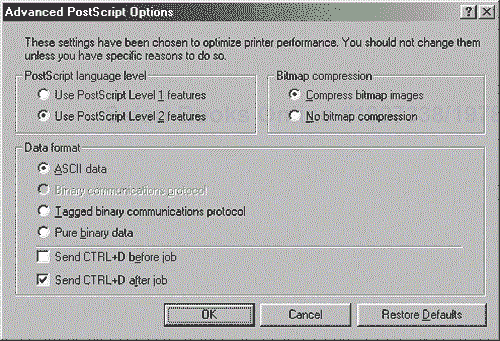 Advanced PostScript Options
These settings have been chosen to optimize printer performance. You should not change them
unless you have specific reasons to do so.
PostScript language level
Use PostScript Level 1 features
Use PostScript Level 2 features
Bitmap compression
Compress bitmap images
No bitmap compression
Data format
ASCII data
Binary communications protocol
Tagged binary communications protocol
Pure binary data
Send CTRL+D before job
Send CTRL+D after job
OK
Cancel
Restore Defaults